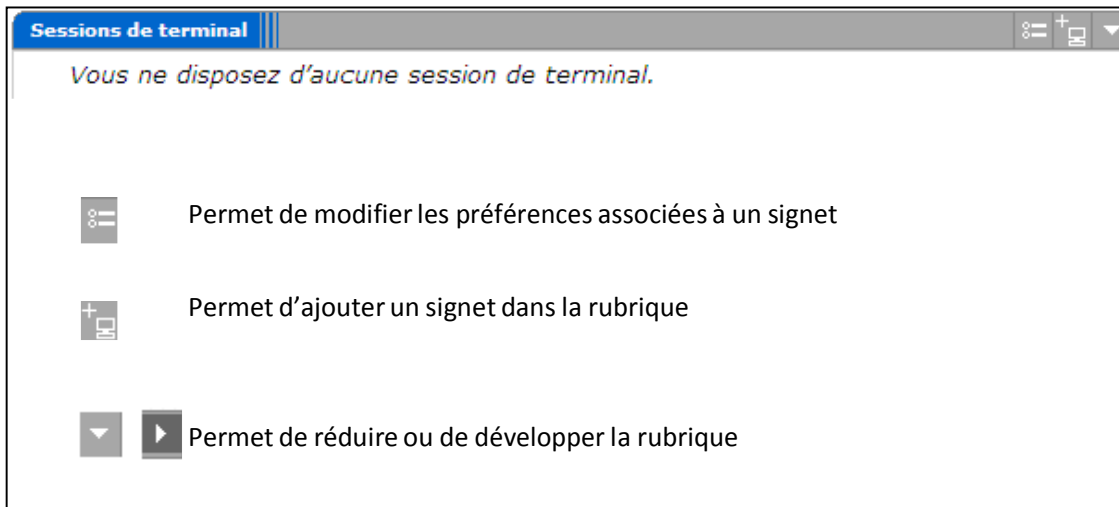 Sessions de terminal
Vous ne disposez d'aucune session de terminal.
Permet de modifier les préférences associées à un signet
Permet d’ajouter un signet dans la rubrique
Permet de réduire ou de développer la rubrique